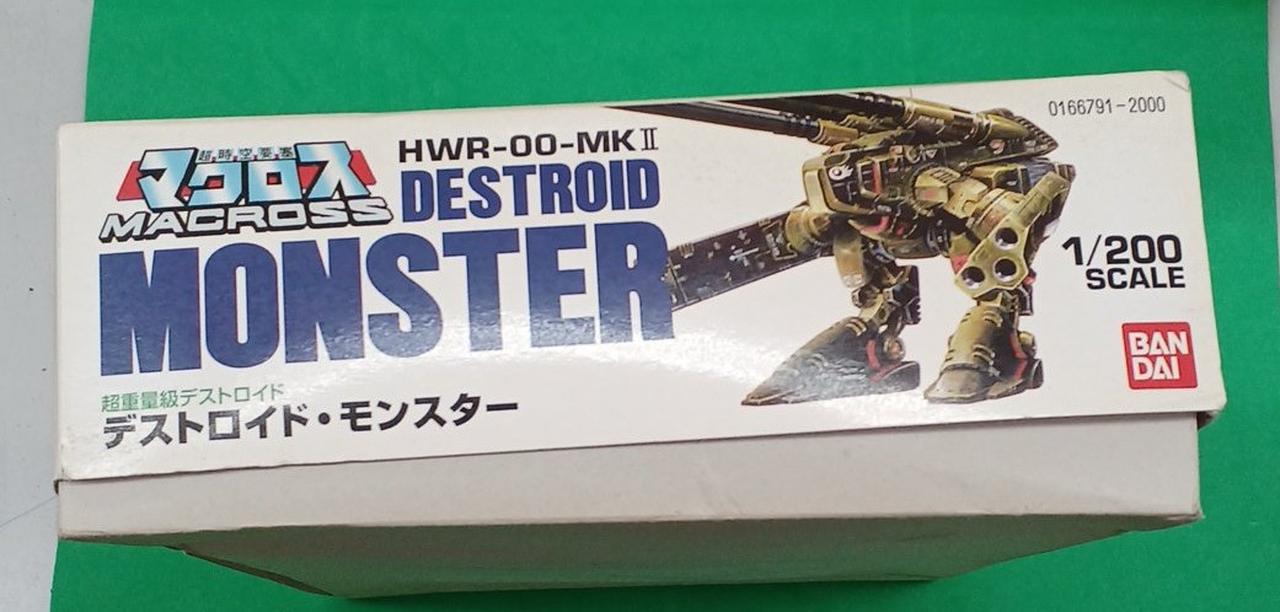 超時空要塞
マクロス
MACROSS
HWR-00-MKⅡ
DESTROID
MONSTER
超重量級デストロイド
デストロイド・モンスター
0166791-2000
1/200
SCALE
BAN
DAI